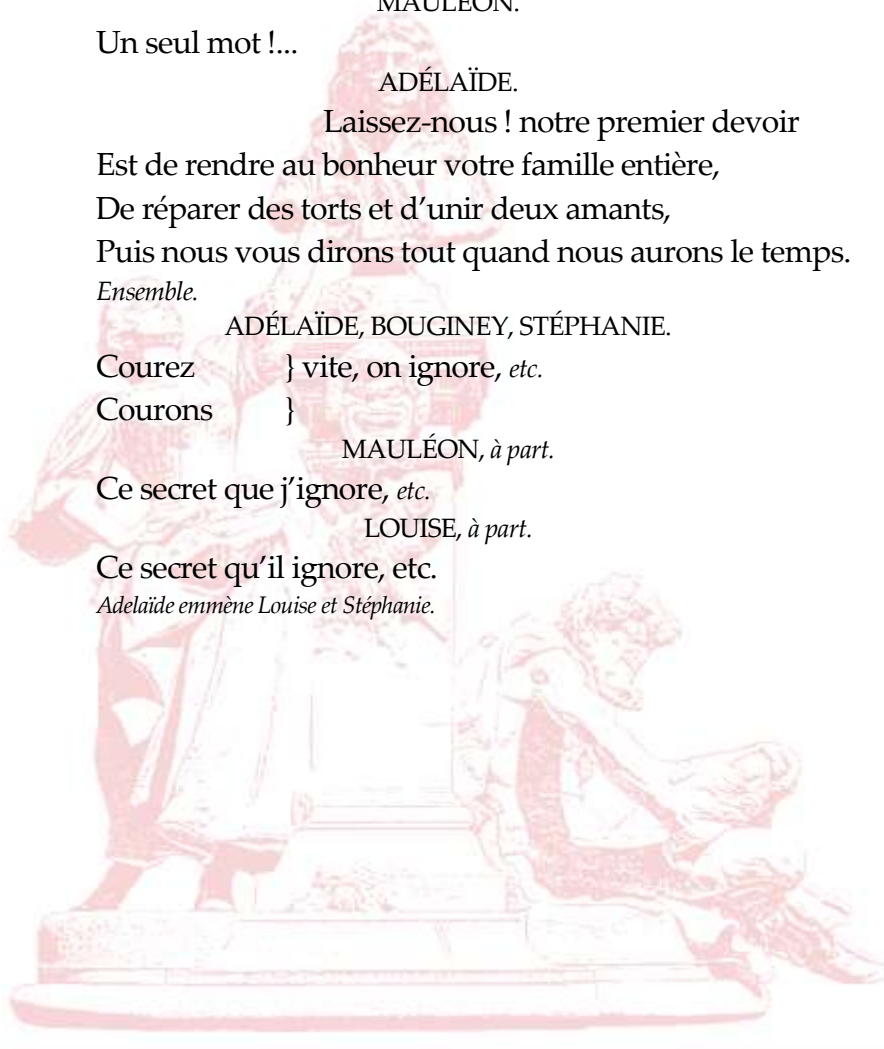 MAULÉON.
Un seul mot !...
ADÉLAÏDE.
Laissez-nous ! notre premier devoir
Est de rendre au bonheur votre famille entière,
De réparer des torts et d’unir deux amants,
Puis nous vous dirons tout quand nous aurons le temps.
Ensemble.
ADÉLAÏDE, BOUGINEY, STÉPHANIE.
Courez } vite, on ignore, etc.
Courons }
MAULÉON, à part.
Ce secret que j’ignore, etc.
LOUISE, à part.
Ce secret qu’il ignore, etc.
Adelaïde emmène Louise et Stéphanie.